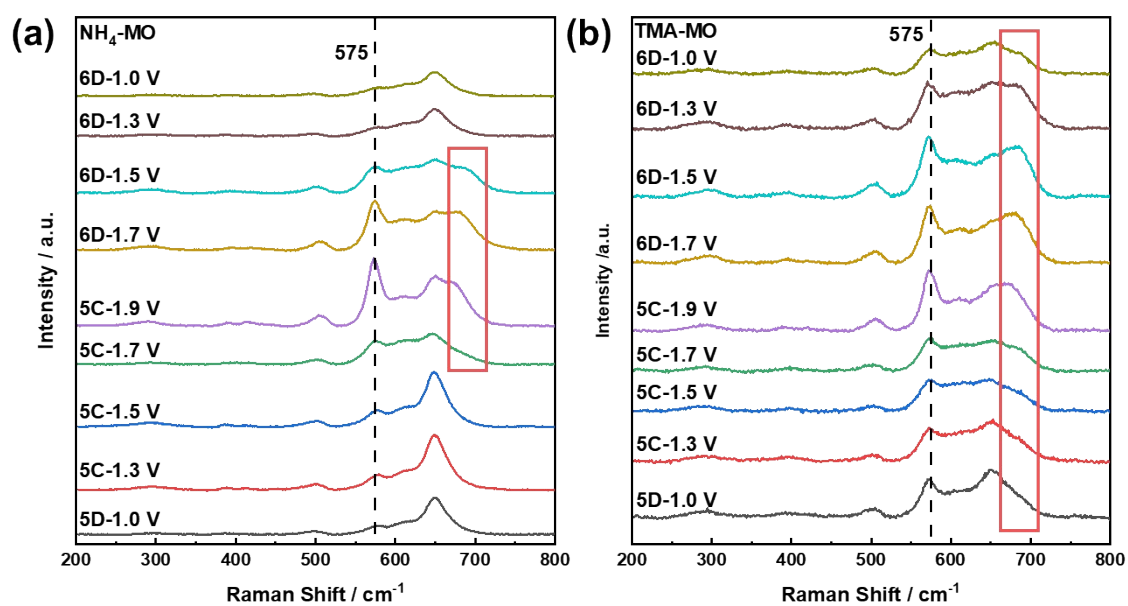 (a)
NH₄-MO
575
6D-1.0 V
6D-1.3 V
6D-1.5 V
6D-1.7 V
5C-1.9 V
5C-1.7 V
5C-1.5 V
5C-1.3 V
5D-1.0 V
Intensity / a.u.
200 300 400 500 600 700 800
Raman Shift / cm⁻¹
(b)
TMA-MO
575
6D-1.0 V
6D-1.3 V
6D-1.5 V
6D-1.7 V
5C-1.9 V
5C-1.7 V
5C-1.5 V
5C-1.3 V
5D-1.0 V
Intensity / a.u.
200 300 400 500 600 700 800
Raman Shift / cm⁻¹